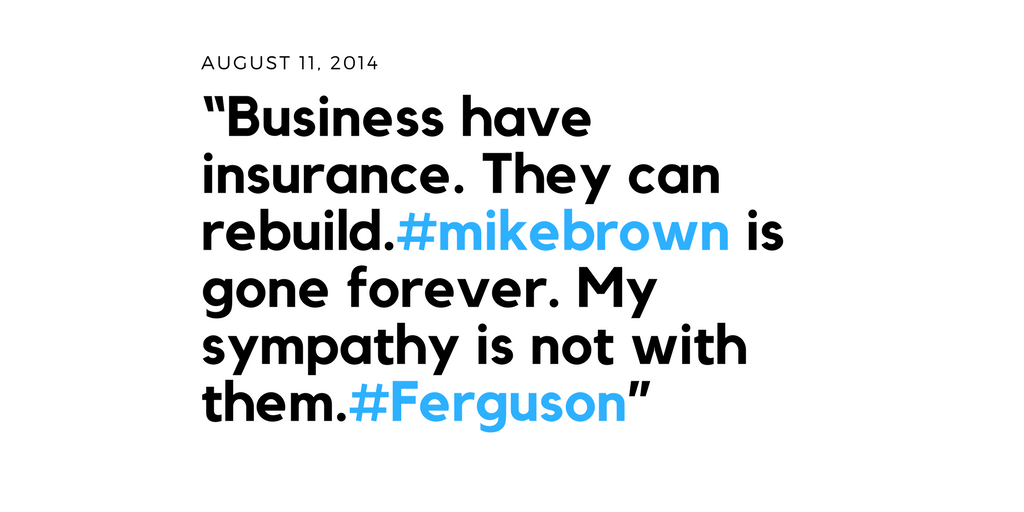 AUGUST 11, 2014
“Business have
insurance. They can
rebuild.#mikebrown is
gone forever. My
sympathy is not with
them.#Ferguson”